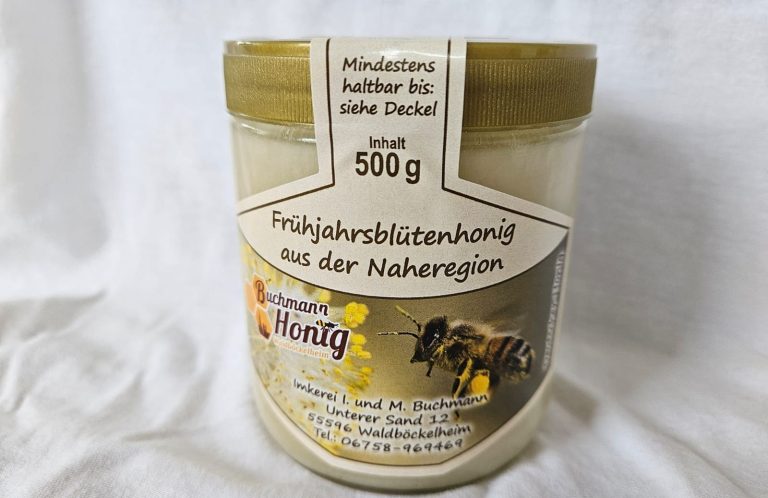 Mindestens
haltbar bis:
siehe Deckel
Inhalt
500 g
Frühjahrsblütenhonig
aus der Naheregion
Buchmann
Honig
Waldböckelheim
Imkerei I. und M. Buchmann
Unterer Sand 12
55596 Waldböckelheim
Tel.: 06758-969469